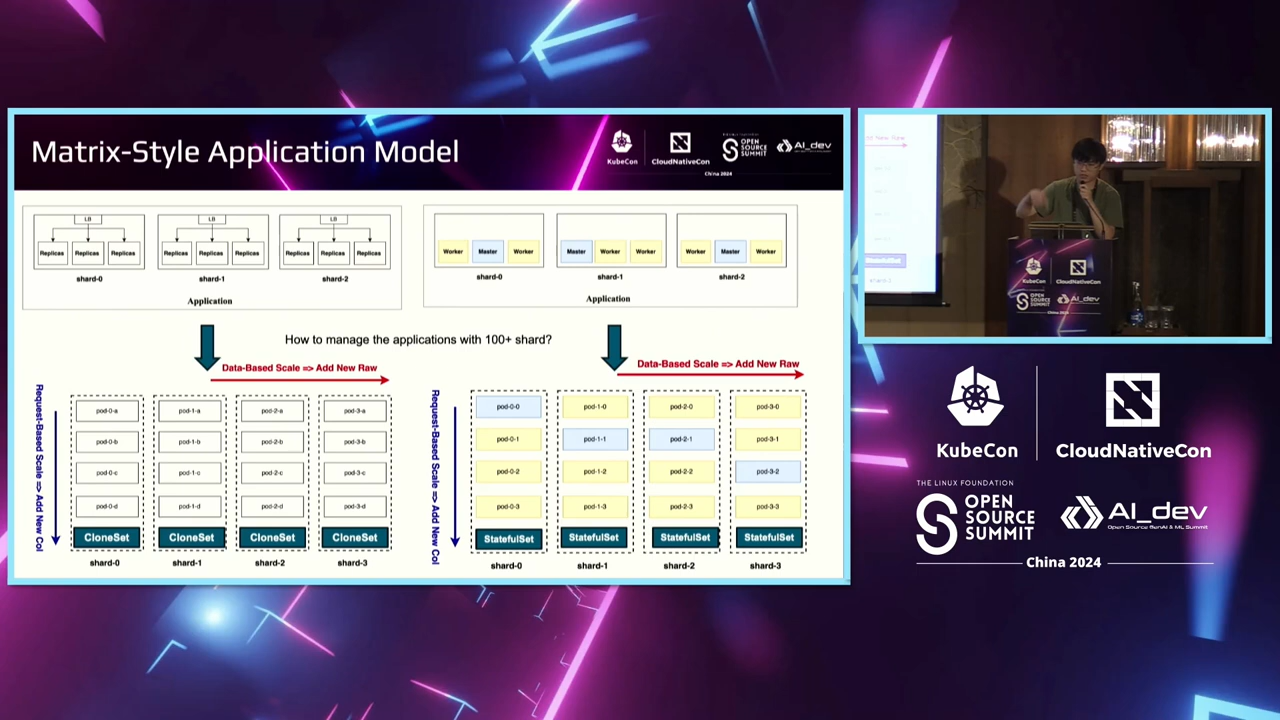 Matrix-Style Application Model
KubeCon
CloudNativeCon
OPEN SOURCE SUMMIT
AI_dev
China 2024
LB
LB
LB
Replicas Replicas Replicas
Replicas Replicas Replicas
Replicas Replicas Replicas
shard-0
shard-1
shard-2
Application
Worker Master Worker
Master Worker Worker
Worker Master Worker
shard-0
shard-1
shard-2
Application
How to manage the applications with 100+ shard?
Data-Based Scale => Add New Raw
Request-Based Scale => Add New Col
pod-0-a pod-1-a pod-2-a pod-3-a
pod-0-b pod-1-b pod-2-b pod-3-b
pod-0-c pod-1-c pod-2-c pod-3-c
pod-0-d pod-1-d pod-2-d pod-3-d
CloneSet CloneSet CloneSet CloneSet
shard-0 shard-1 shard-2 shard-3
Data-Based Scale => Add New Raw
Request-Based Scale => Add New Col
pod-0-0 pod-1-0 pod-2-0 pod-3-0
pod-0-1 pod-1-1 pod-2-1 pod-3-1
pod-0-2 pod-1-2 pod-2-2 pod-3-2
pod-0-3 pod-1-3 pod-2-3 pod-3-3
StatefulSet StatefulSet StatefulSet StatefulSet
shard-0 shard-1 shard-2 shard-3
KubeCon
CloudNativeCon
OPEN SOURCE SUMMIT
AI_dev
China 2024
KubeCon
CloudNativeCon
THE LINUX FOUNDATION
OPEN
SOURCE
SUMMIT
AI_dev
Open Source GenAI & ML Summit
China 2024